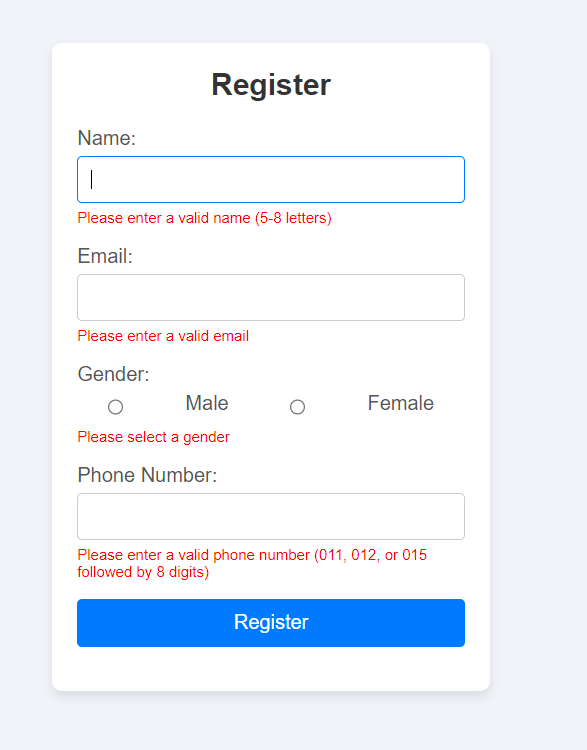 Register
Name:
Please enter a valid name (5-8 letters)
Email:
Please enter a valid email
Gender:
Male Female
Please select a gender
Phone Number:
Please enter a valid phone number (011, 012, or 015
followed by 8 digits)
Register